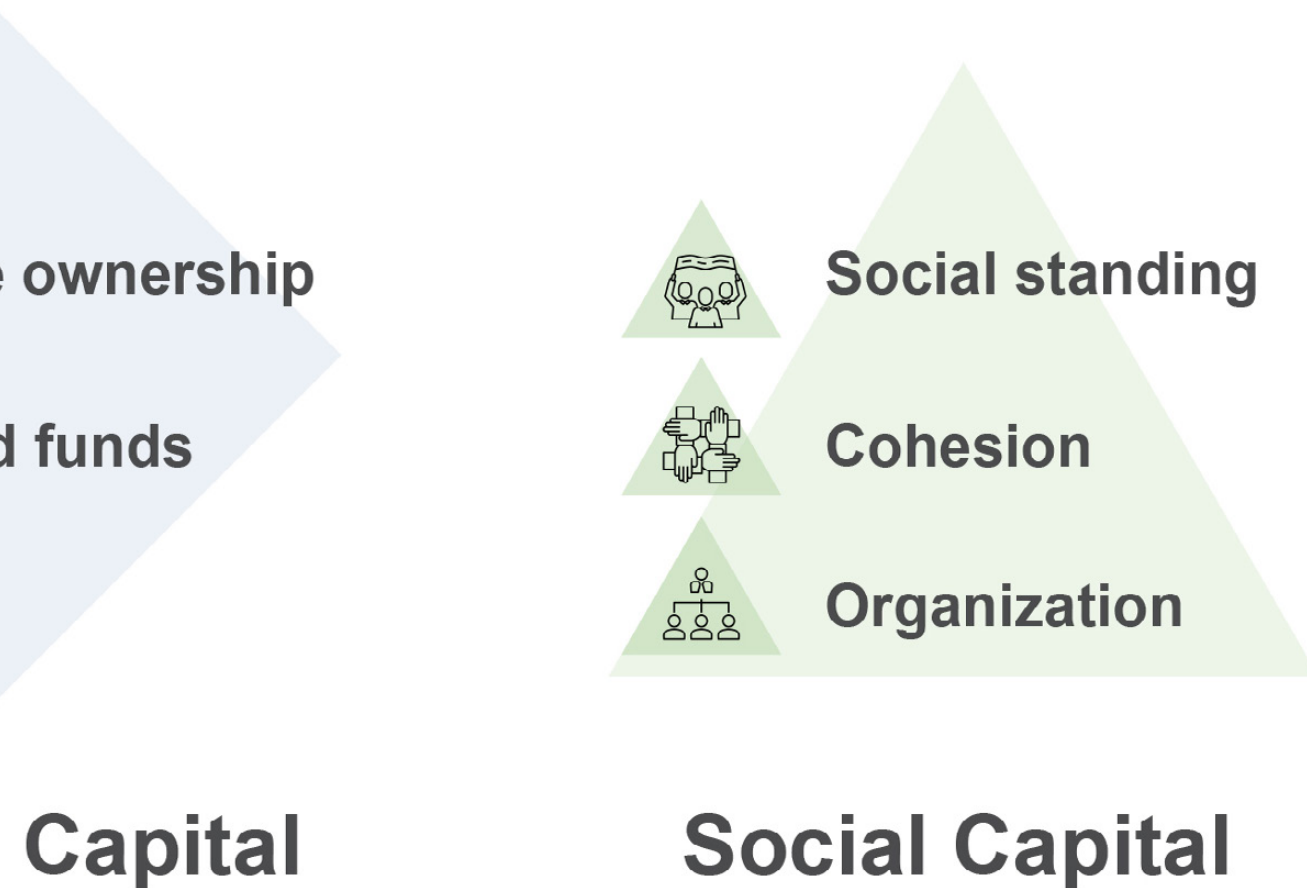 e ownership
d funds
Capital
Social standing
Cohesion
Organization
Social Capital